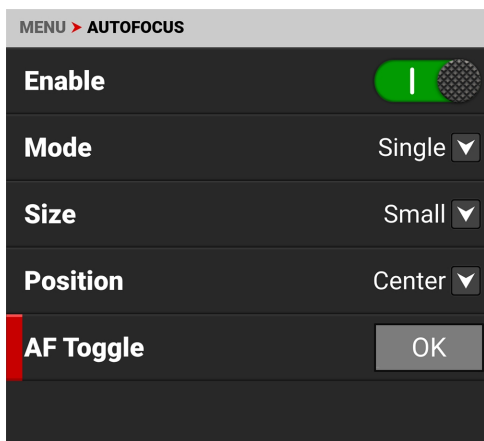 MENU ➤ AUTOFOCUS
Enable
Mode Single
Size Small
Position Center
AF Toggle OK